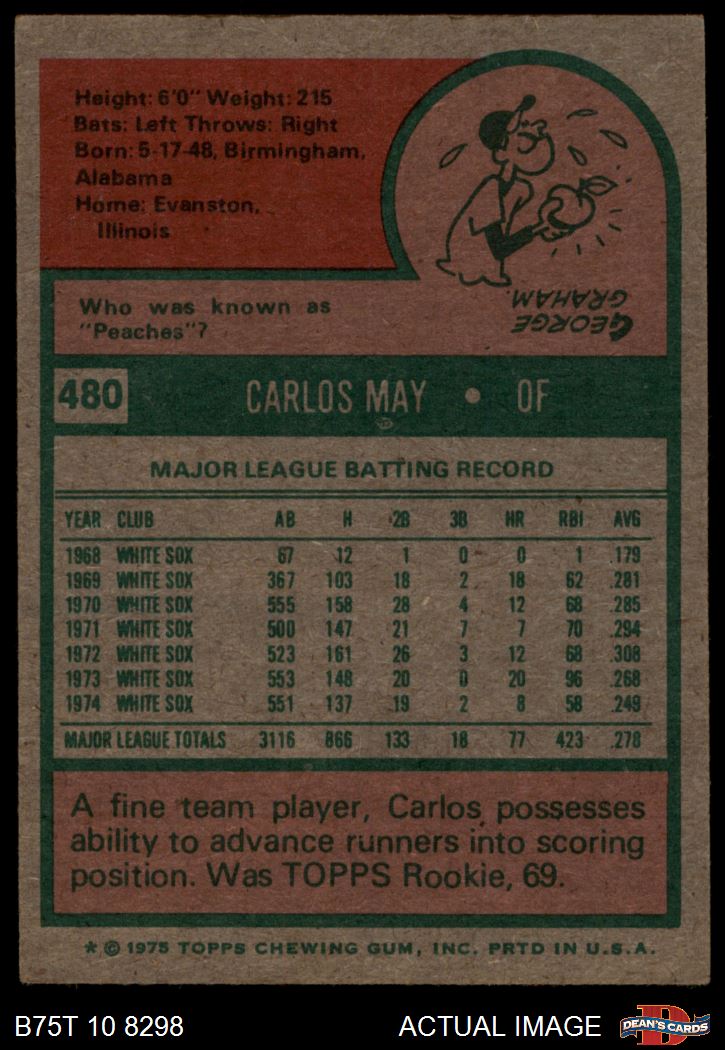 Height: 6'0" Weight: 215
Bats: Left Throws: Right
Born: 5-17-48, Birmingham,
Alabama
Home: Evanston,
Illinois
Who was known as
"Peaches"?
GEORGE
GRAHAM.
480 CARLOS MAY • OF
MAJOR LEAGUE BATTING RECORD
YEAR CLUB AB H 2B 3B HR RBI AVG
1968 WHITE SOX 67 12 1 0 0 1 .179
1969 WHITE SOX 367 103 18 2 18 62 .281
1970 WHITE SOX 555 158 28 4 12 68 .285
1971 WHITE SOX 500 147 21 7 7 70 .294
1972 WHITE SOX 523 161 26 3 12 68 .308
1973 WHITE SOX 553 148 20 0 20 96 .268
1974 WHITE SOX 551 137 19 2 8 58 .249
MAJOR LEAGUE TOTALS 3116 866 133 18 77 423 .278
A fine team player, Carlos possesses
ability to advance runners into scoring
position. Was TOPPS Rookie, 69.
* © 1975 TOPPS CHEWING GUM, INC. PRTD IN U.S.A.
B75T 10 8298 ACTUAL IMAGE
D
DEAN'S CARDS